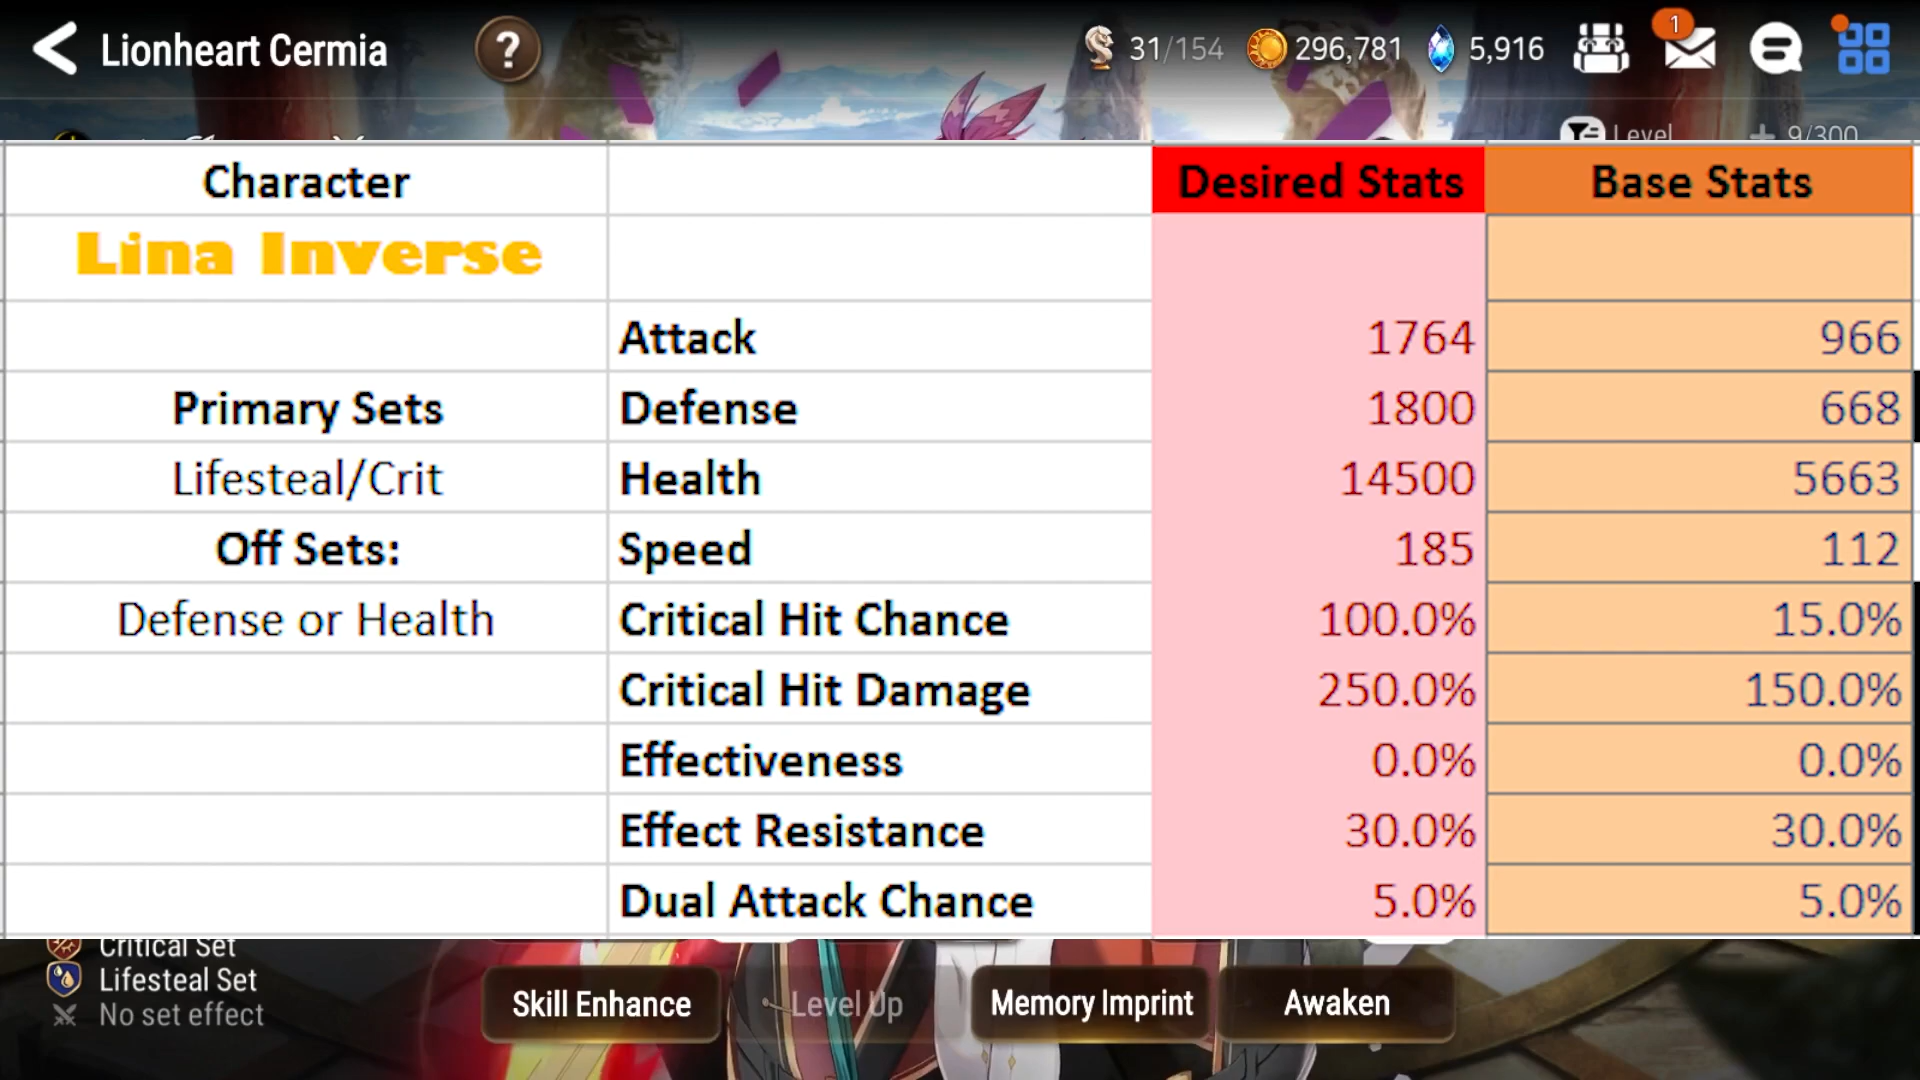 Lionheart Cermia
?
31/154
296,781
5,916
1
Level
9/300
Character
Desired Stats
Base Stats
Lina Inverse
Attack
1764
966
Primary Sets
Defense
1800
668
Lifesteal/Crit
Health
14500
5663
Off Sets:
Speed
185
112
Defense or Health
Critical Hit Chance
100.0%
15.0%
Critical Hit Damage
250.0%
150.0%
Effectiveness
0.0%
0.0%
Effect Resistance
30.0%
30.0%
Dual Attack Chance
5.0%
5.0%
Critical Set
Lifesteal Set
No set effect
Skill Enhance
Level Up
Memory Imprint
Awaken